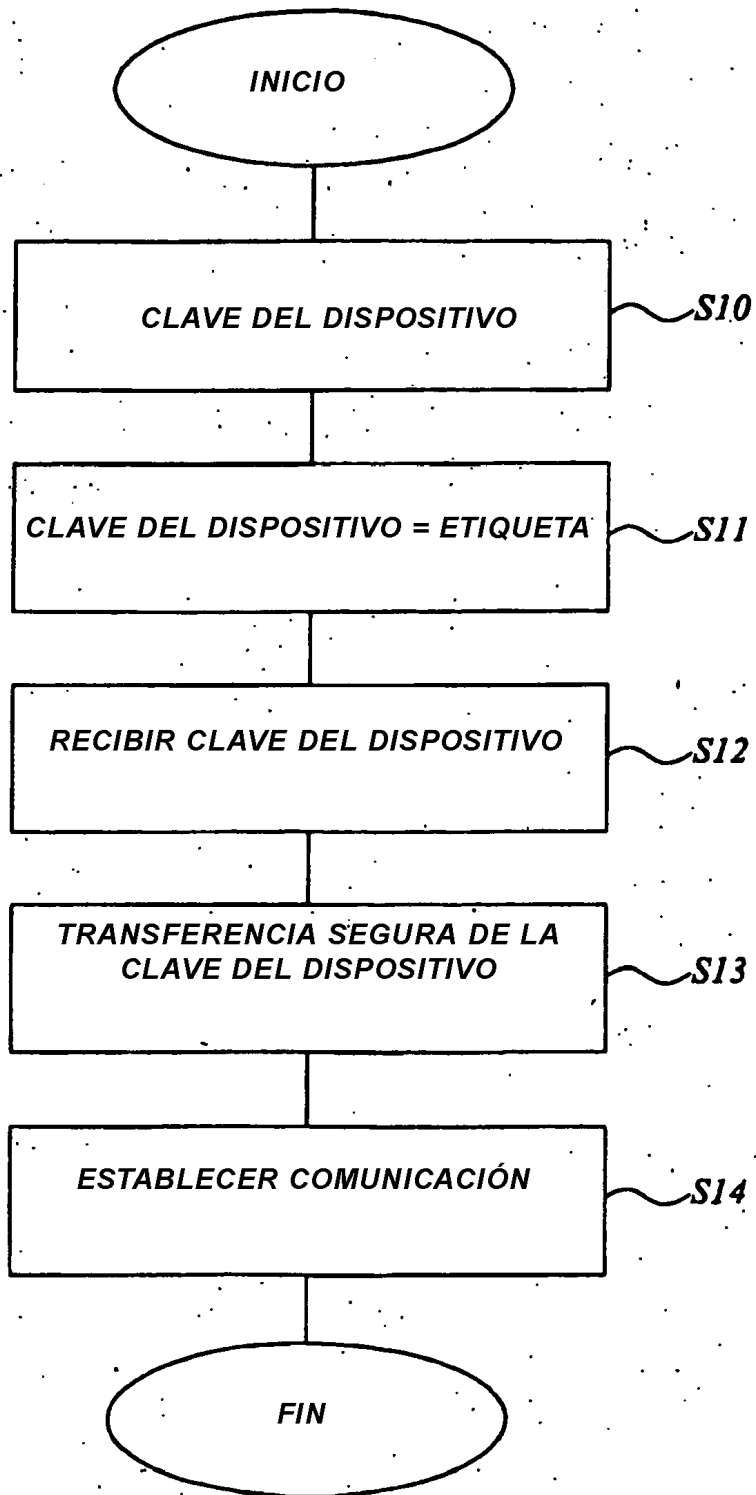 INICIO
CLAVE DEL DISPOSITIVO
S10
CLAVE DEL DISPOSITIVO = ETIQUETA
S11
RECIBIR CLAVE DEL DISPOSITIVO
S12
TRANSFERENCIA SEGURA DE LA
CLAVE DEL DISPOSITIVO
S13
ESTABLECER COMUNICACIÓN
S14
FIN